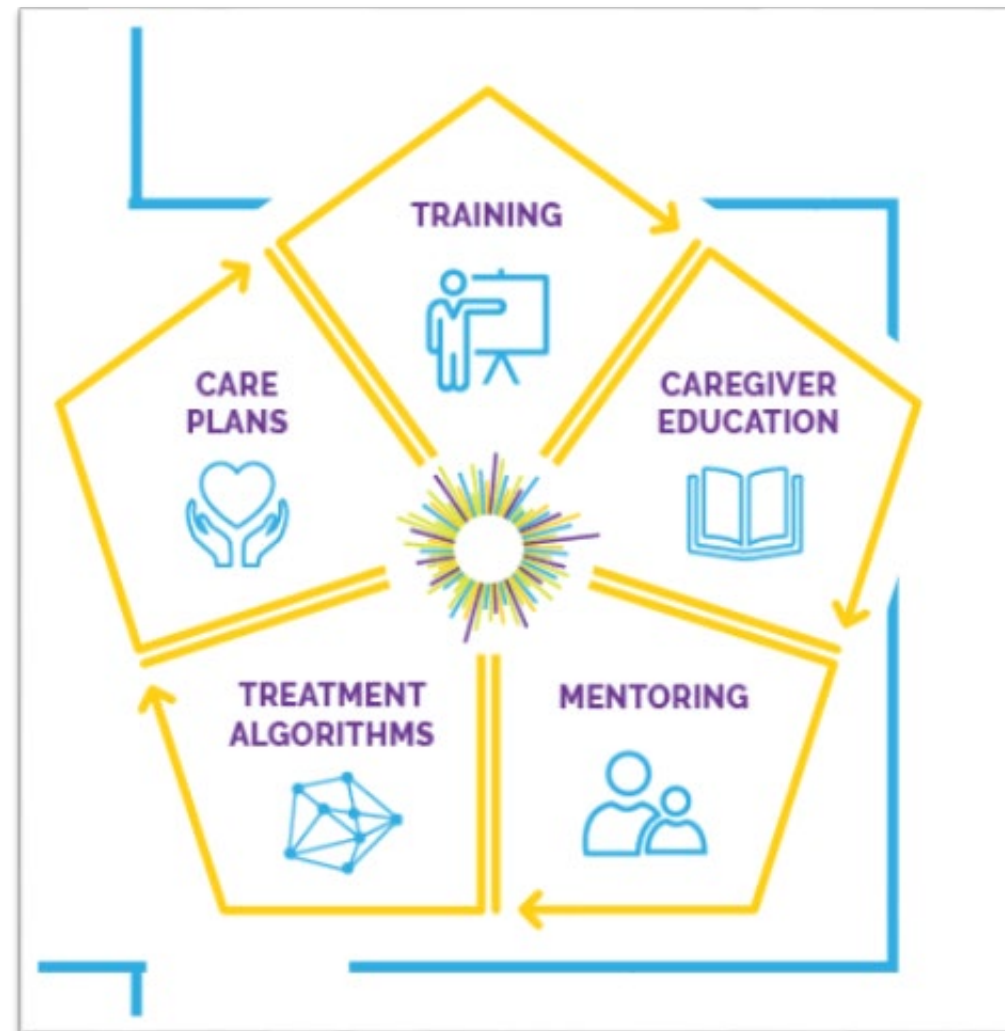 TRAINING
CARE
PLANS
CAREGIVER
EDUCATION
TREATMENT
ALGORITHMS
MENTORING